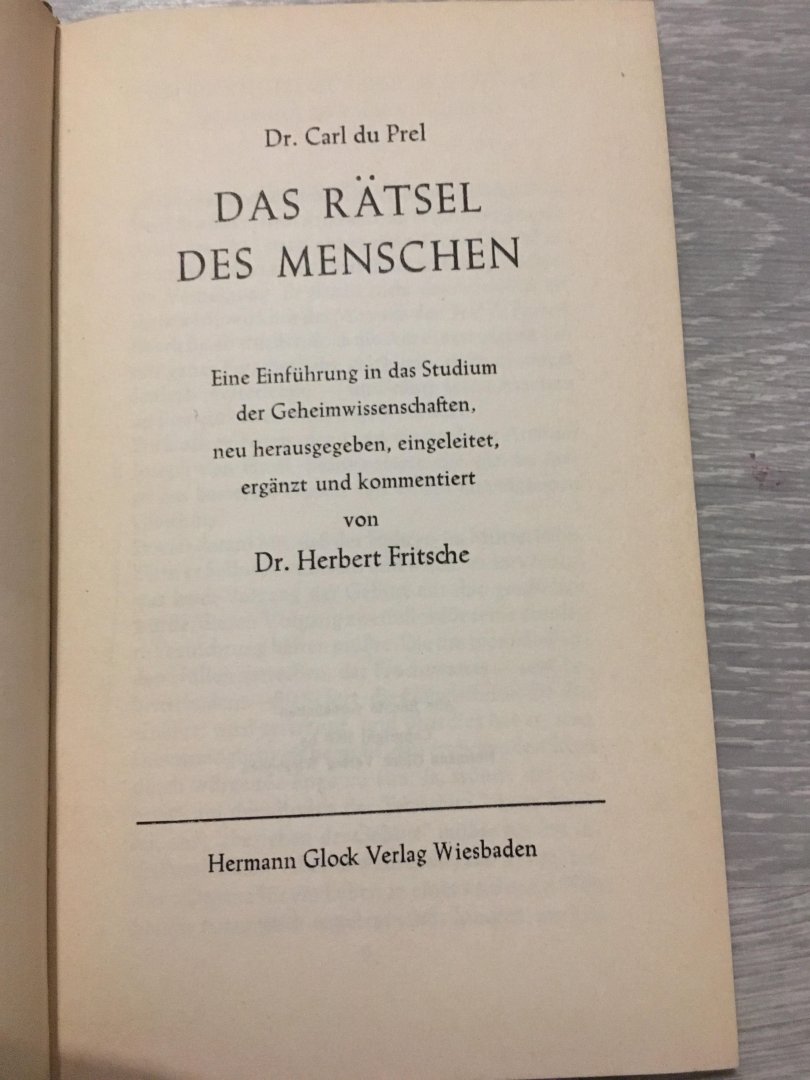 Dr. Carl du Prel
DAS RÄTSEL
DES MENSCHEN
Eine Einführung in das Studium
der Geheimwissenschaften,
neu herausgegeben, eingeleitet,
ergänzt und kommentiert
von
Dr. Herbert Fritsche
Hermann Glock Verlag Wiesbaden